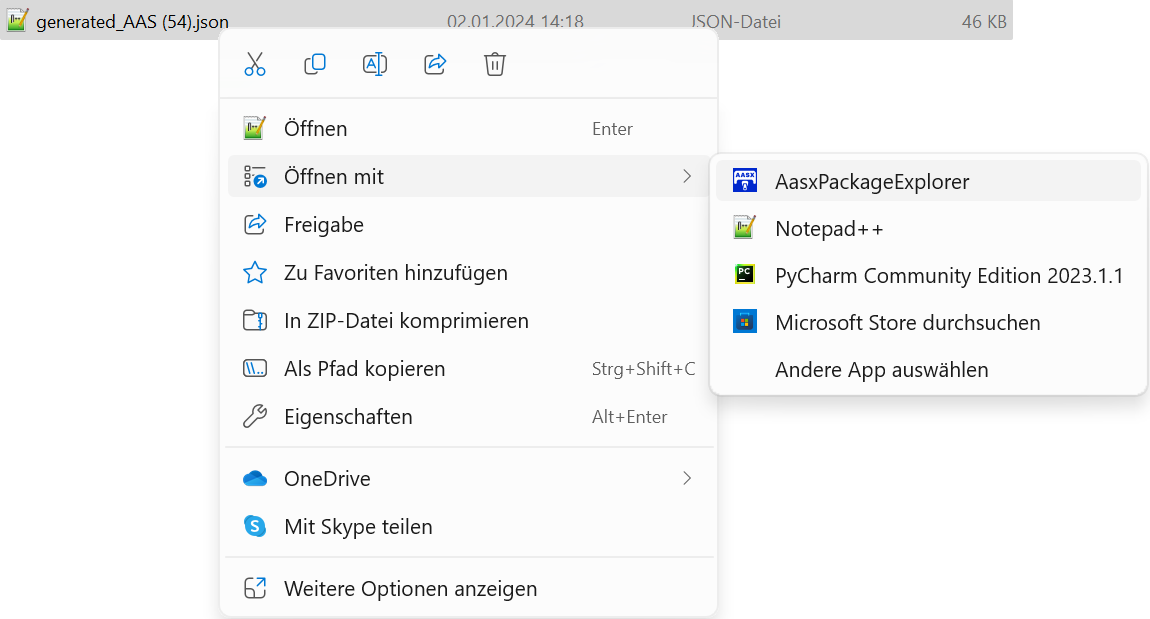 generated_AAS (54).json 02.01.2024 14:18 JSON-Datei 46 KB
A
Öffnen Enter
Öffnen mit
Freigabe
Zu Favoriten hinzufügen
In ZIP-Datei komprimieren
Als Pfad kopieren Strg+Shift+C
Eigenschaften Alt+Enter
OneDrive
S Mit Skype teilen
Weitere Optionen anzeigen
AASX AasxPackageExplorer
Notepad++
PC PyCharm Community Edition 2023.1.1
Microsoft Store durchsuchen
Andere App auswählen